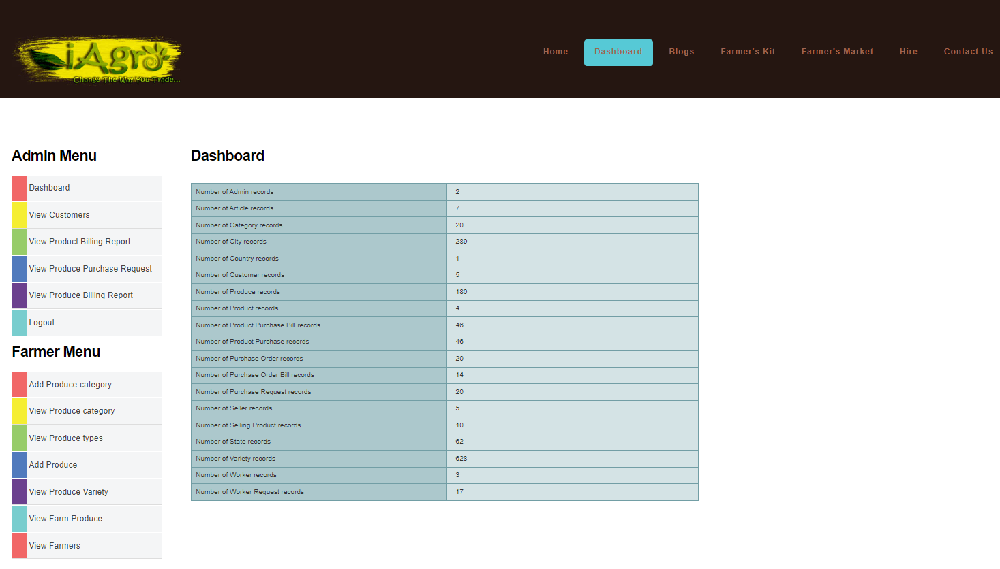 iAgro
Change The Way You Trade...
Home Dashboard Blogs Farmer's Kit Farmer's Market Hire Contact Us
Admin Menu
Dashboard
View Customers
View Product Billing Report
View Produce Purchase Request
View Produce Billing Report
Logout
Farmer Menu
Add Produce category
View Produce category
View Produce types
Add Produce
View Produce Variety
View Farm Produce
View Farmers
Dashboard
Number of Admin records 2
Number of Article records 7
Number of Category records 20
Number of City records 289
Number of Country records 1
Number of Customer records 5
Number of Produce records 180
Number of Product records 4
Number of Product Purchase Bill records 46
Number of Product Purchase records 46
Number of Purchase Order records 20
Number of Purchase Order Bill records 14
Number of Purchase Request records 20
Number of Seller records 5
Number of Selling Product records 10
Number of State records 62
Number of Variety records 628
Number of Worker records 3
Number of Worker Request records 17